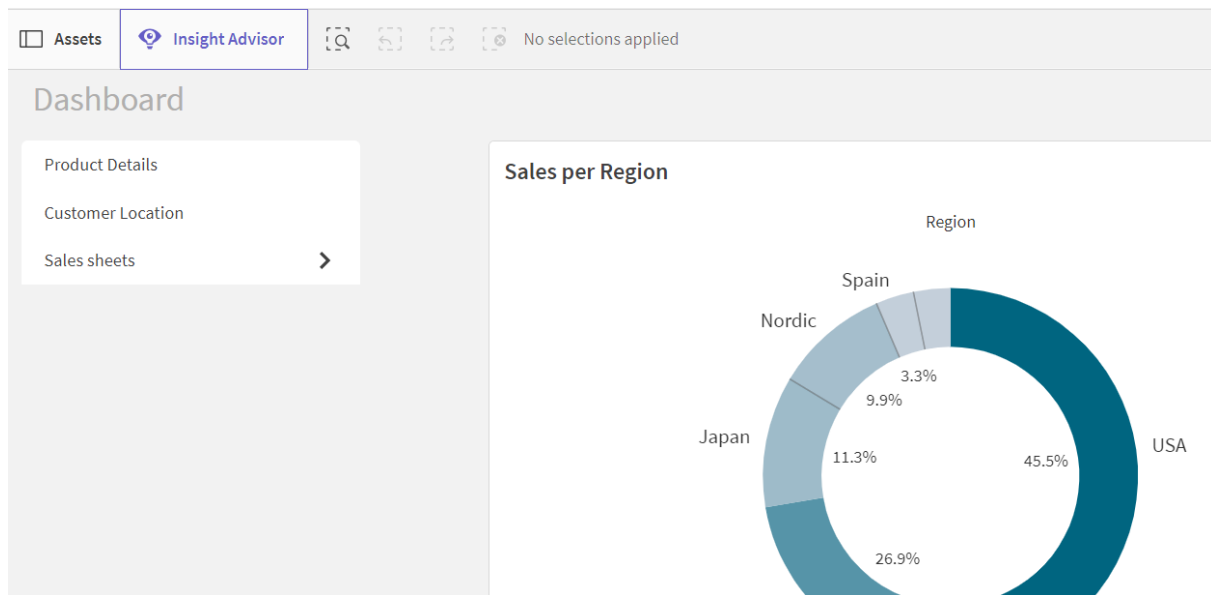 Assets Insight Advisor No selections applied
Dashboard
Product Details
Customer Location
Sales sheets
Sales per Region
Region
Spain
Nordic
3.3%
9.9%
Japan
USA
11.3%
45.5%
26.9%